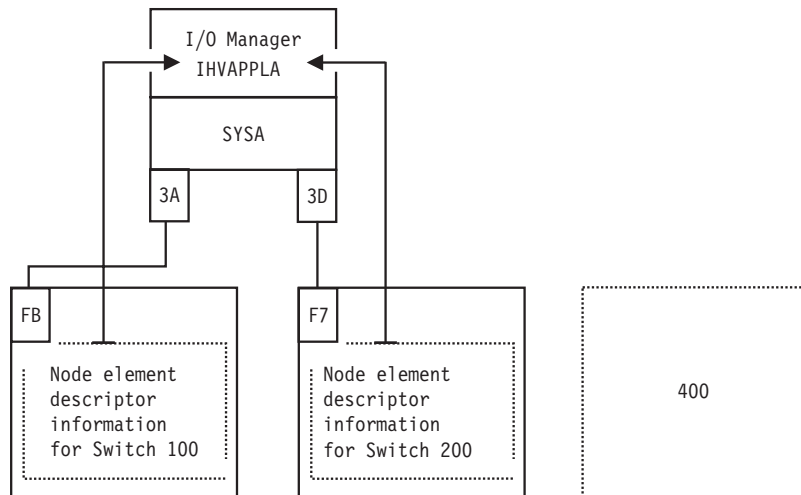 I/O Manager
IHVAPPLA
SYSA
3A
3D
FB
F7
Node element
descriptor
information
for Switch 100
Node element
descriptor
information
for Switch 200
400